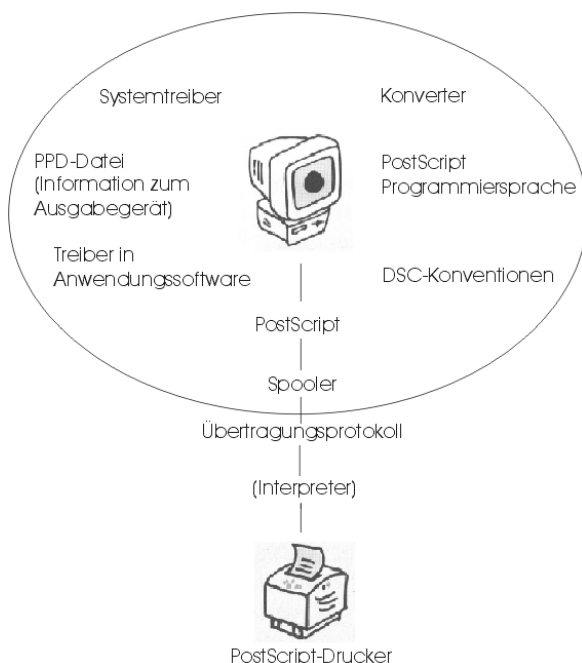 Systemtreiber
Konverter
PPD-Datei
(Information zum
Ausgabegerät)
PostScript
Programmiersprache
Treiber in
Anwendungssoftware
DSC-Konventionen
PostScript
Spooler
Übertragungsprotokoll
(Interpreter)
PostScript-Drucker